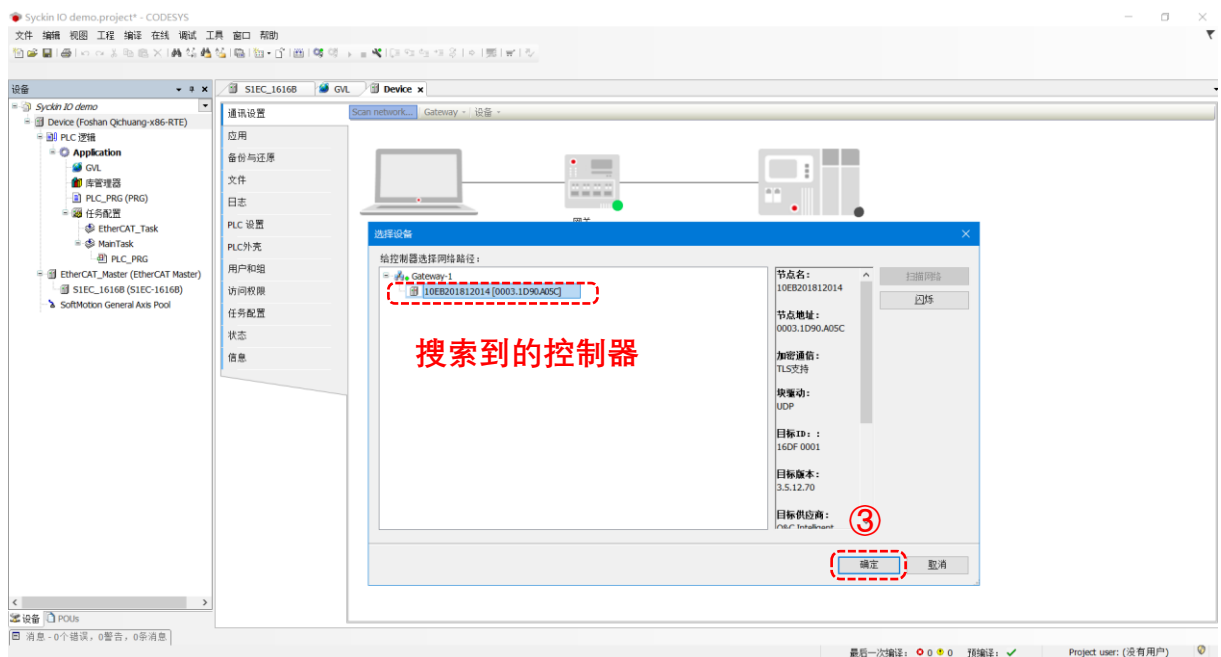 Syckin IO demo.project* - CODESYS
文件 编辑 视图 工程 编译 在线 调试 工具 窗口 帮助
设备
S1EC_1616B
GVL
Device
Syckin IO demo
Device (Foshan Qichuang-x86-RTE)
PLC 逻辑
Application
GVL
库管理器
PLC_PRG (PRG)
任务配置
EtherCAT_Task
MainTask
PLC_PRG
EtherCAT_Master (EtherCAT Master)
S1EC_1616B (S1EC-1616B)
SoftMotion General Axis Pool
通讯设置
应用
备份与还原
文件
日志
PLC 设置
PLC外壳
用户和组
访问权限
任务配置
状态
信息
Scan network... Gateway 设备
选择设备
给控制器选择网络路径:
Gateway-1
10EB201812014 [0003.1D90.A05C]
搜索到的控制器
节点名:
10EB201812014
节点地址:
0003.1D90.A05C
加密通信:
TLS支持
块驱动:
UDP
目标ID: :
16DF 0001
目标版本:
3.5.12.70
目标供应商:
扫描网络
闪烁
③
确定
取消
设备
POUs
消息 - 0个错误, 0警告, 0条消息
最后一次编译: 0 0 预编译: Project user: (没有用户)